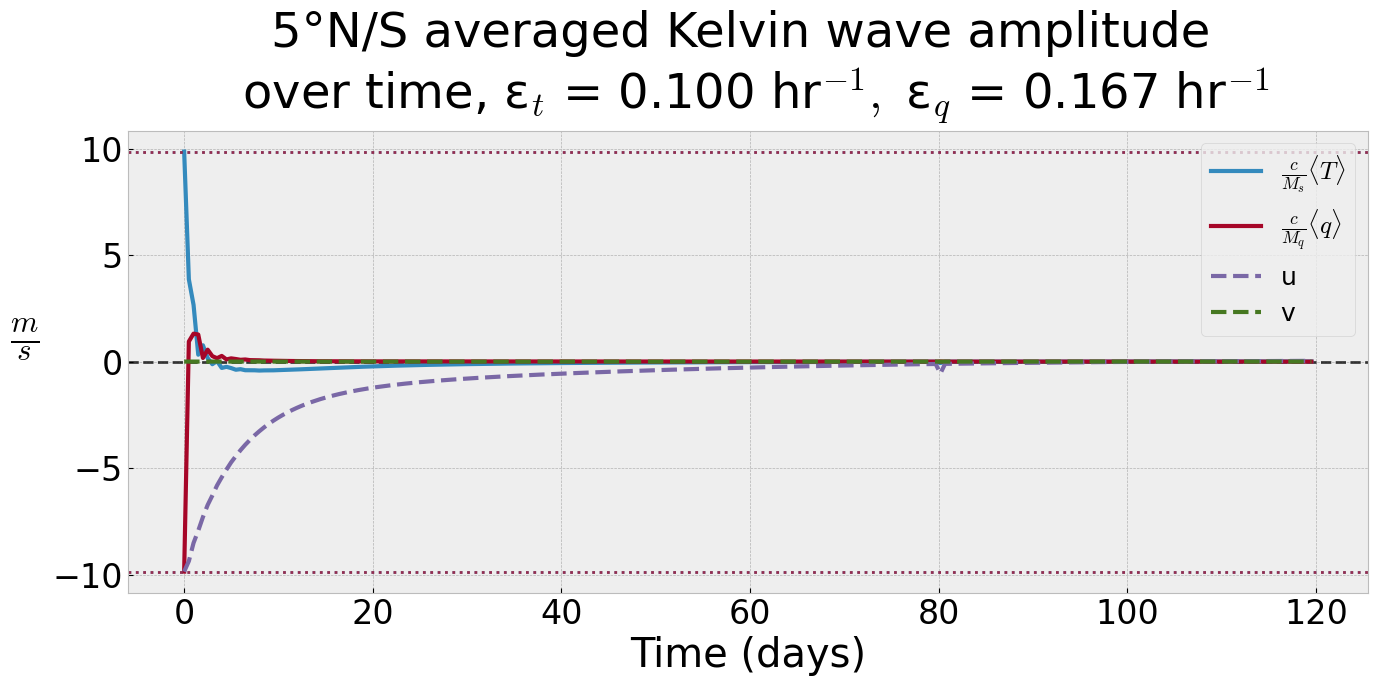 5°N/S averaged Kelvin wave amplitude
over time, ε_t = 0.100 hr^{-1}, ε_q = 0.167 hr^{-1}
10
5
0
−5
−10
m/s
c/M_s ⟨T⟩
c/M_q ⟨q⟩
u
v
0 20 40 60 80 100 120
Time (days)